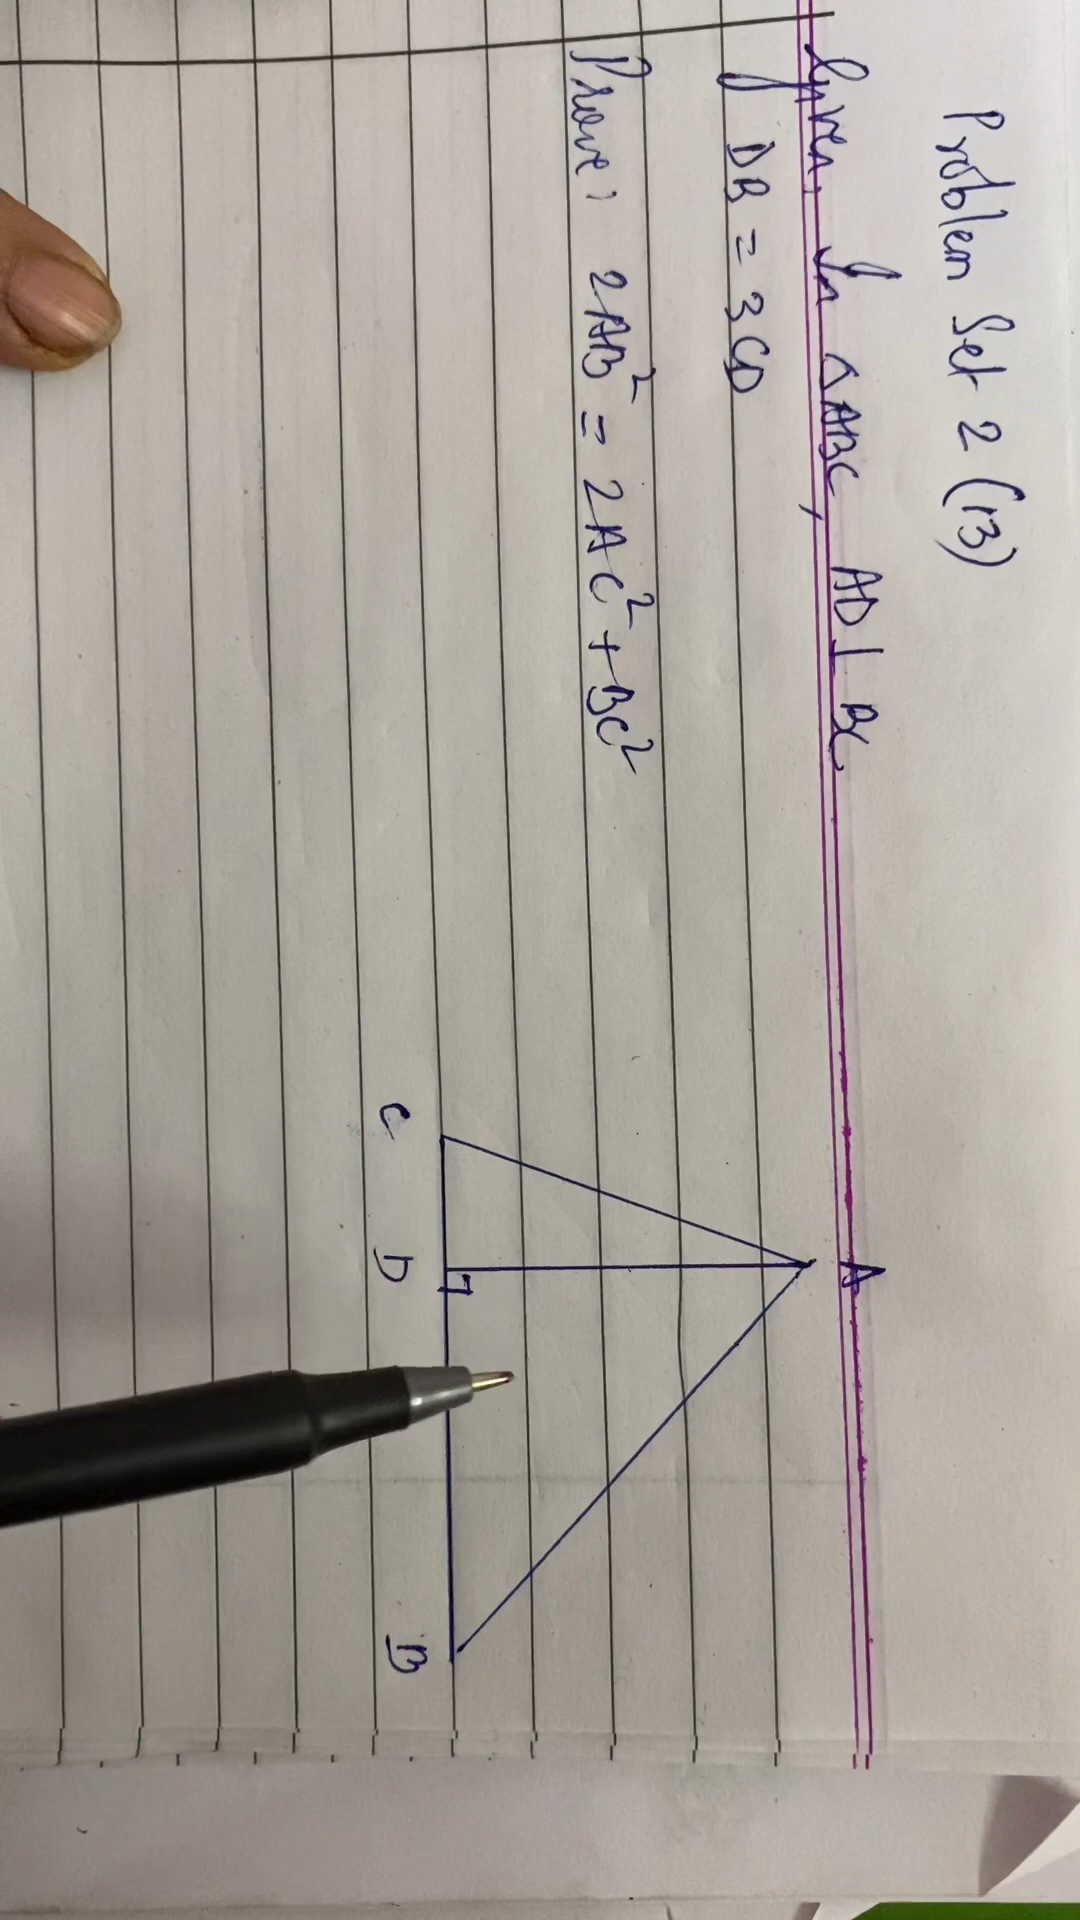 Problem Set 2 (13)
Given, In △ABC, AD ⊥ BC
DB = 3CD
Prove: 2AB² = 2AC² + BC²
A
C D B